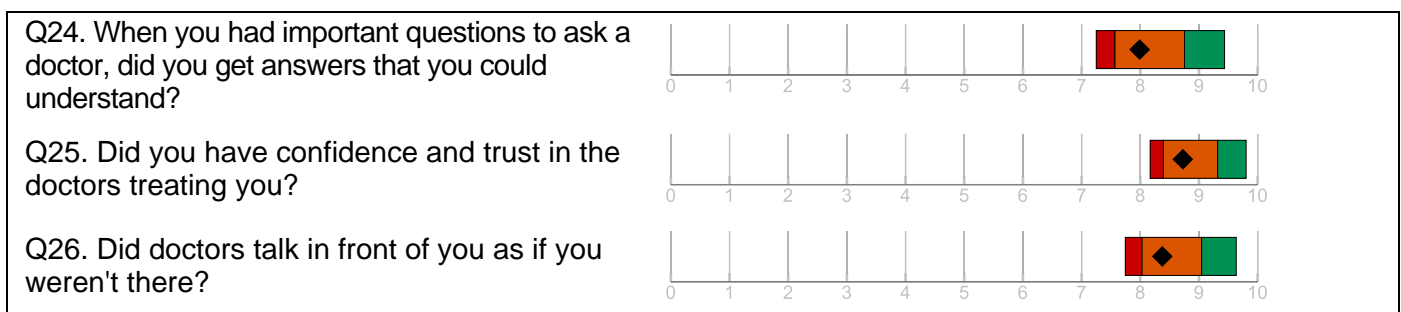 Q24. When you had important questions to ask a
doctor, did you get answers that you could
understand?
0 1 2 3 4 5 6 7 8 9 10
Q25. Did you have confidence and trust in the
doctors treating you?
0 1 2 3 4 5 6 7 8 9 10
Q26. Did doctors talk in front of you as if you
weren't there?
0 1 2 3 4 5 6 7 8 9 10